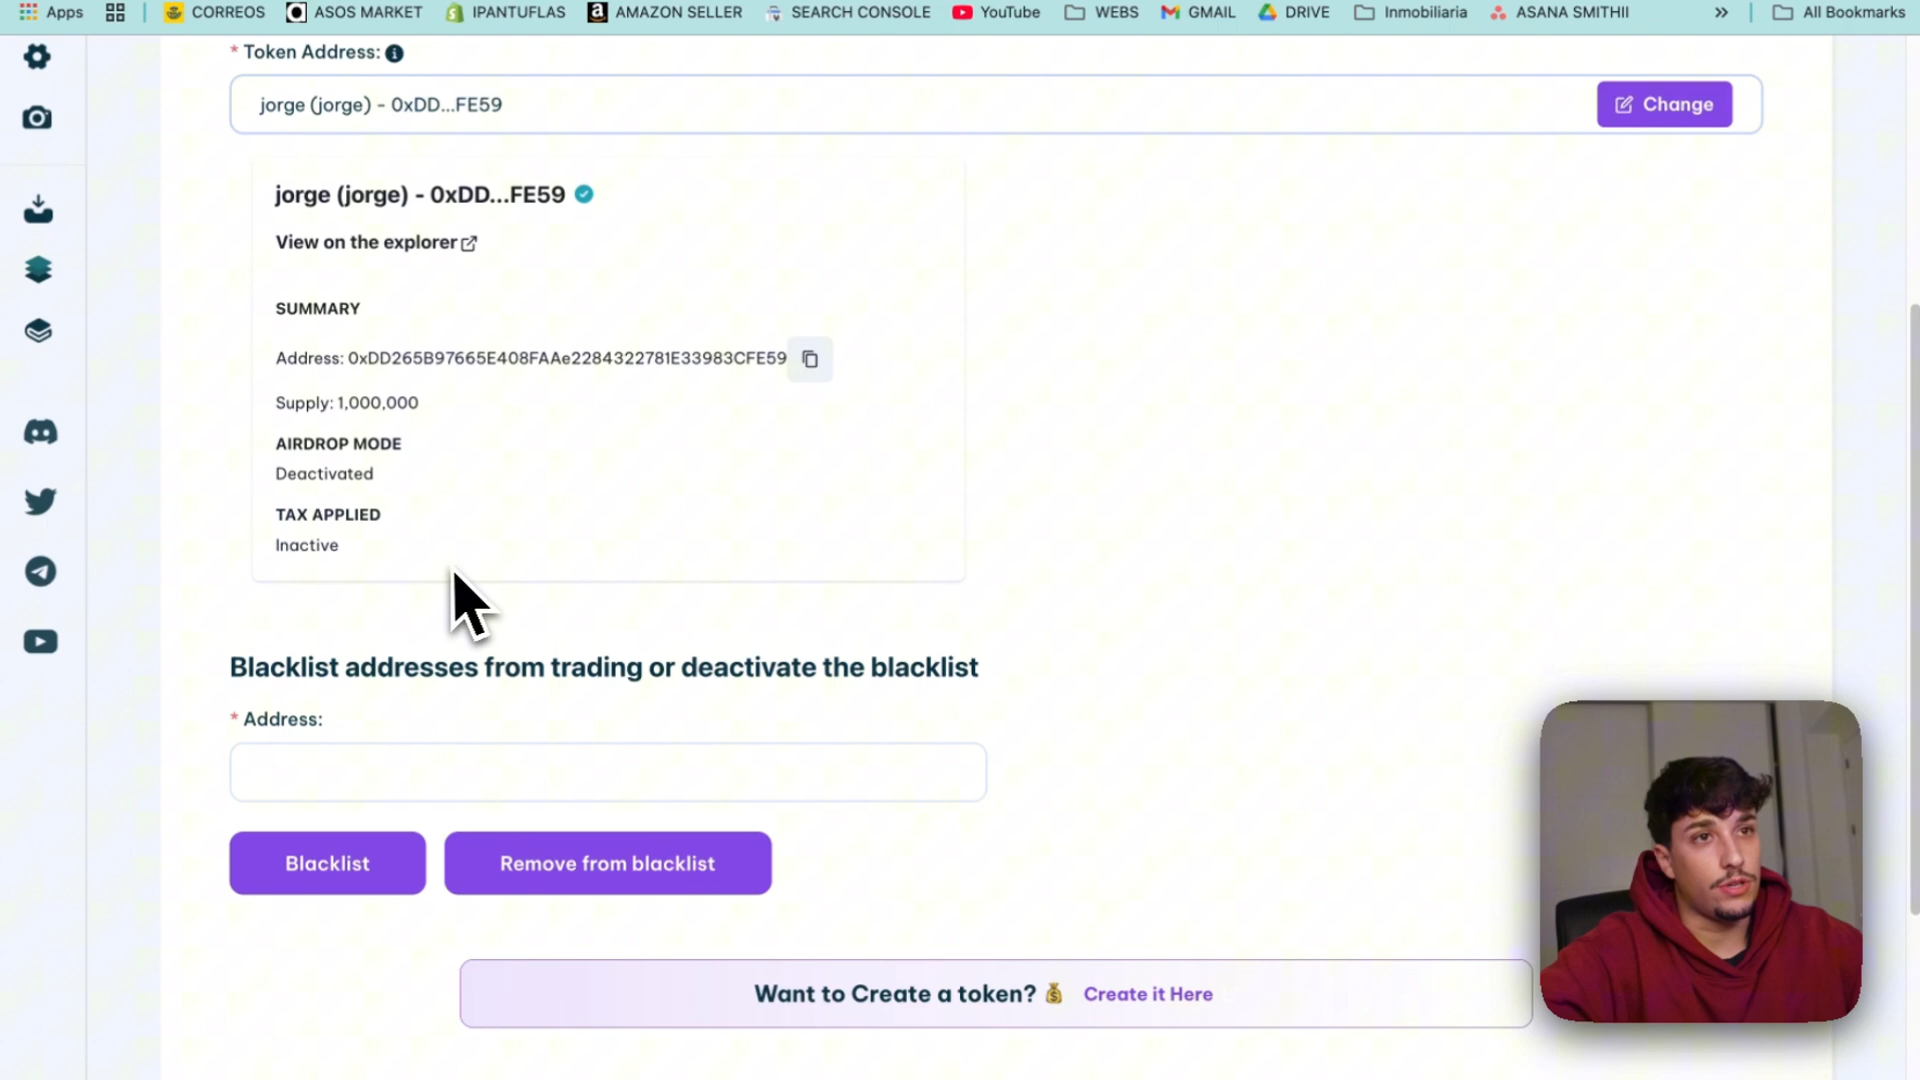 Apps
CORREOS
ASOS MARKET
IPANTUFLAS
AMAZON SELLER
SEARCH CONSOLE
YouTube
WEBS
GMAIL
DRIVE
Inmobiliaria
ASANA SMITHII
»
All Bookmarks
* Token Address:
jorge (jorge) - 0xDD...FE59
Change
jorge (jorge) - 0xDD...FE59
View on the explorer
SUMMARY
Address: 0xDD265B97665E408FAAe2284322781E33983CFE59
Supply: 1,000,000
AIRDROP MODE
Deactivated
TAX APPLIED
Inactive
Blacklist addresses from trading or deactivate the blacklist
* Address:
Blacklist
Remove from blacklist
Want to Create a token? 💰 Create it Here